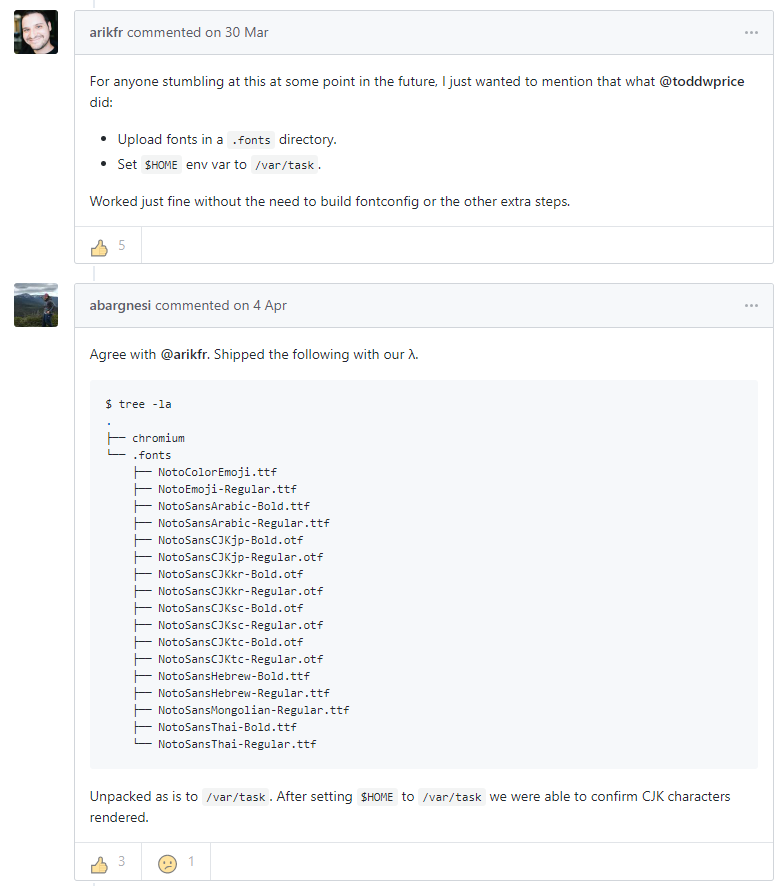 arikfr commented on 30 Mar
For anyone stumbling at this at some point in the future, I just wanted to mention that what @toddwprice
did:
• Upload fonts in a .fonts directory.
• Set $HOME env var to /var/task.
Worked just fine without the need to build fontconfig or the other extra steps.
5
abargnesi commented on 4 Apr
Agree with @arikfr. Shipped the following with our λ.
$ tree -la
.
├── chromium
└── .fonts
    ├── NotoColorEmoji.ttf
    ├── NotoEmoji-Regular.ttf
    ├── NotoSansArabic-Bold.ttf
    ├── NotoSansArabic-Regular.ttf
    ├── NotoSansCJKjp-Bold.otf
    ├── NotoSansCJKjp-Regular.otf
    ├── NotoSansCJKkr-Bold.otf
    ├── NotoSansCJKkr-Regular.otf
    ├── NotoSansCJKsc-Bold.otf
    ├── NotoSansCJKsc-Regular.otf
    ├── NotoSansCJKtc-Bold.otf
    ├── NotoSansCJKtc-Regular.otf
    ├── NotoSansHebrew-Bold.ttf
    ├── NotoSansHebrew-Regular.ttf
    ├── NotoSansMongolian-Regular.ttf
    ├── NotoSansThai-Bold.ttf
    └── NotoSansThai-Regular.ttf
Unpacked as is to /var/task. After setting $HOME to /var/task we were able to confirm CJK characters
rendered.
3 1